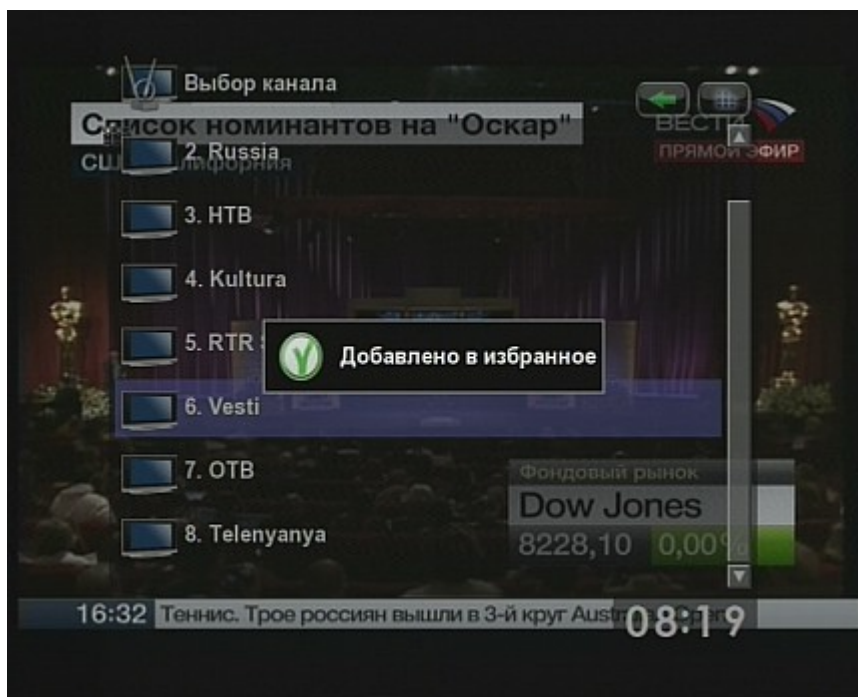 Выбор канала
Список номинантов на "Оскар"
ВЕСТИ
ПРЯМОЙ ЭФИР
2. Russia
3. НТВ
4. Kultura
5. RTR
Добавлено в избранное
6. Vesti
7. ОТВ
Фондовый рынок
Dow Jones
8. Telenyanya
8228,10 0,00%
16:32 Теннис. Трое россиян вышли в 3-й круг
08:19